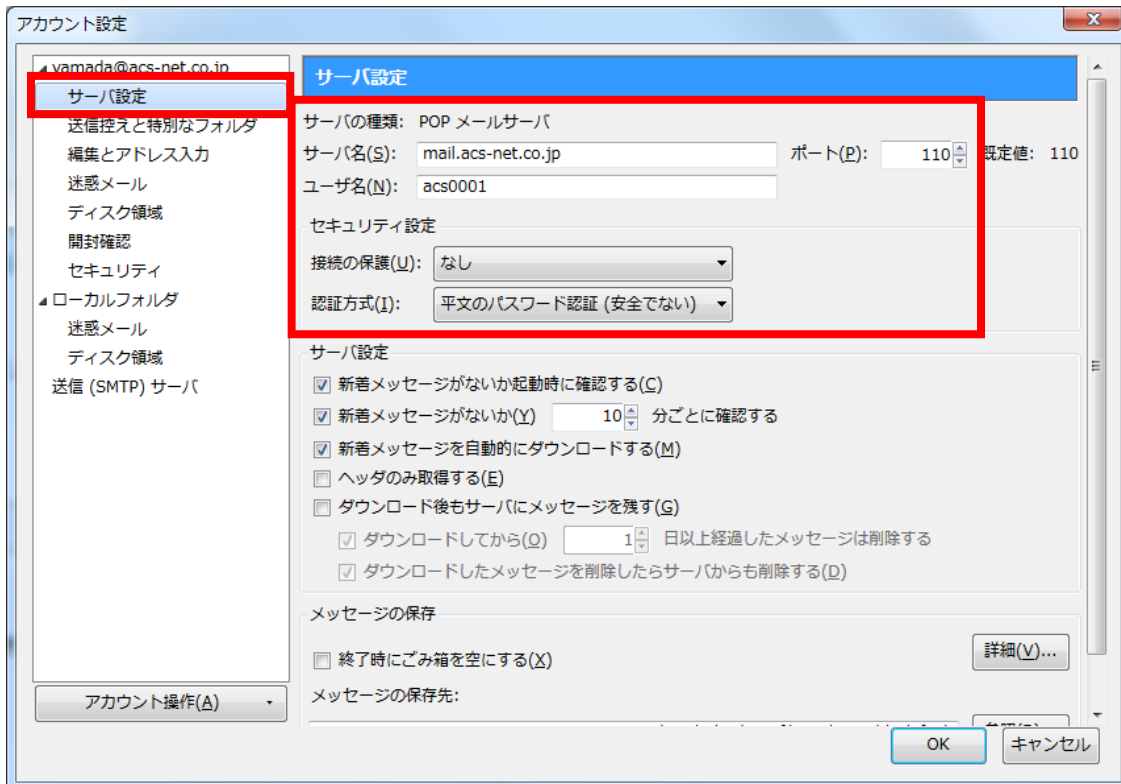 アカウント設定
yamada@acs-net.co.jp
サーバ設定
送信控えと特別なフォルダ
編集とアドレス入力
迷惑メール
ディスク領域
開封確認
セキュリティ
ローカルフォルダ
迷惑メール
ディスク領域
送信 (SMTP) サーバ
アカウント操作(A)
サーバ設定
サーバの種類: POP メールサーバ
サーバ名(S): mail.acs-net.co.jp ポート(P): 110 既定値: 110
ユーザ名(N): acs0001
セキュリティ設定
接続の保護(U): なし
認証方式(I): 平文のパスワード認証 (安全でない)
サーバ設定
新着メッセージがないか起動時に確認する(C)
新着メッセージがないか(Y) 10 分ごとに確認する
新着メッセージを自動的にダウンロードする(M)
ヘッダのみ取得する(E)
ダウンロード後もサーバにメッセージを残す(G)
ダウンロードしてから(O) 1 日以上経過したメッセージは削除する
ダウンロードしたメッセージを削除したらサーバからも削除する(D)
メッセージの保存
終了時にごみ箱を空にする(X) 詳細(V)...
メッセージの保存先:
OK キャンセル